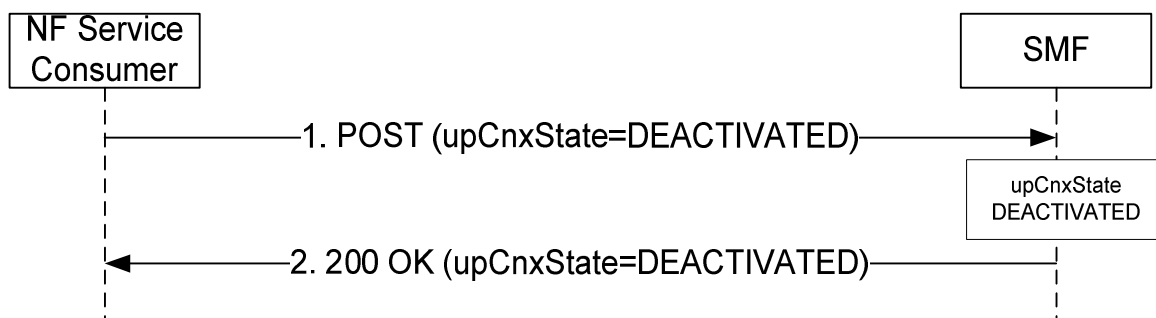 NF Service
Consumer
SMF
1. POST (upCnxState=DEACTIVATED)
upCnxState
DEACTIVATED
2. 200 OK (upCnxState=DEACTIVATED)